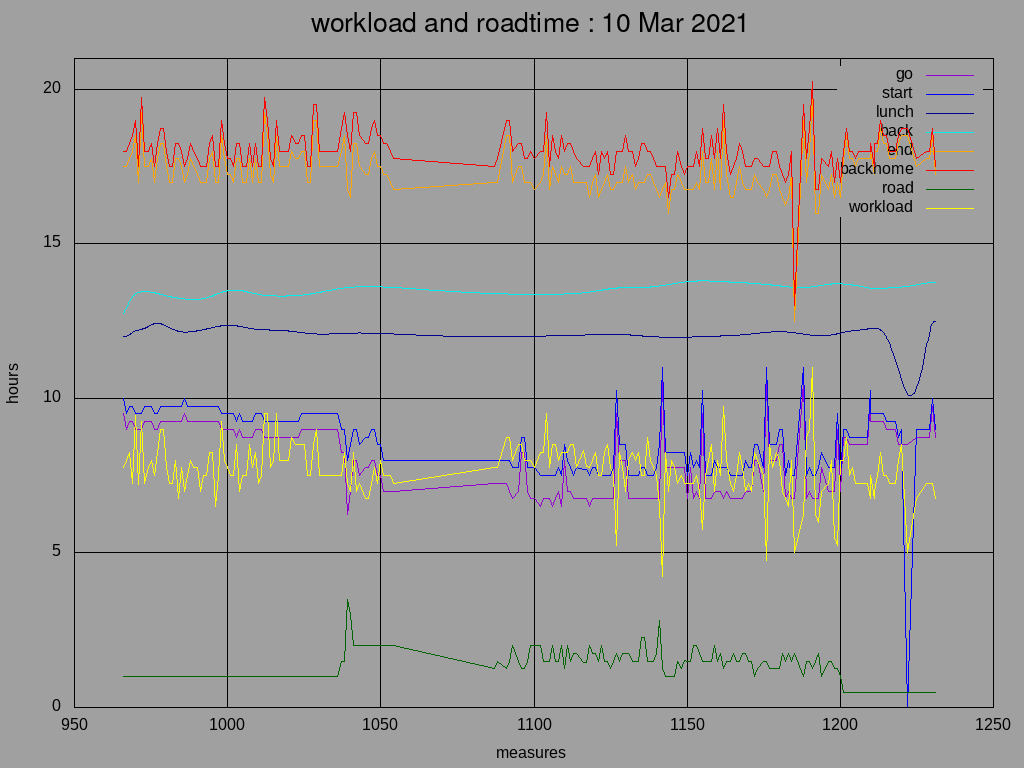 workload and roadtime : 10 Mar 2021
20
15
10
5
0
950
1000
1050
1100
1150
1200
1250
hours
measures
go
start
lunch
back
end
backhome
road
workload